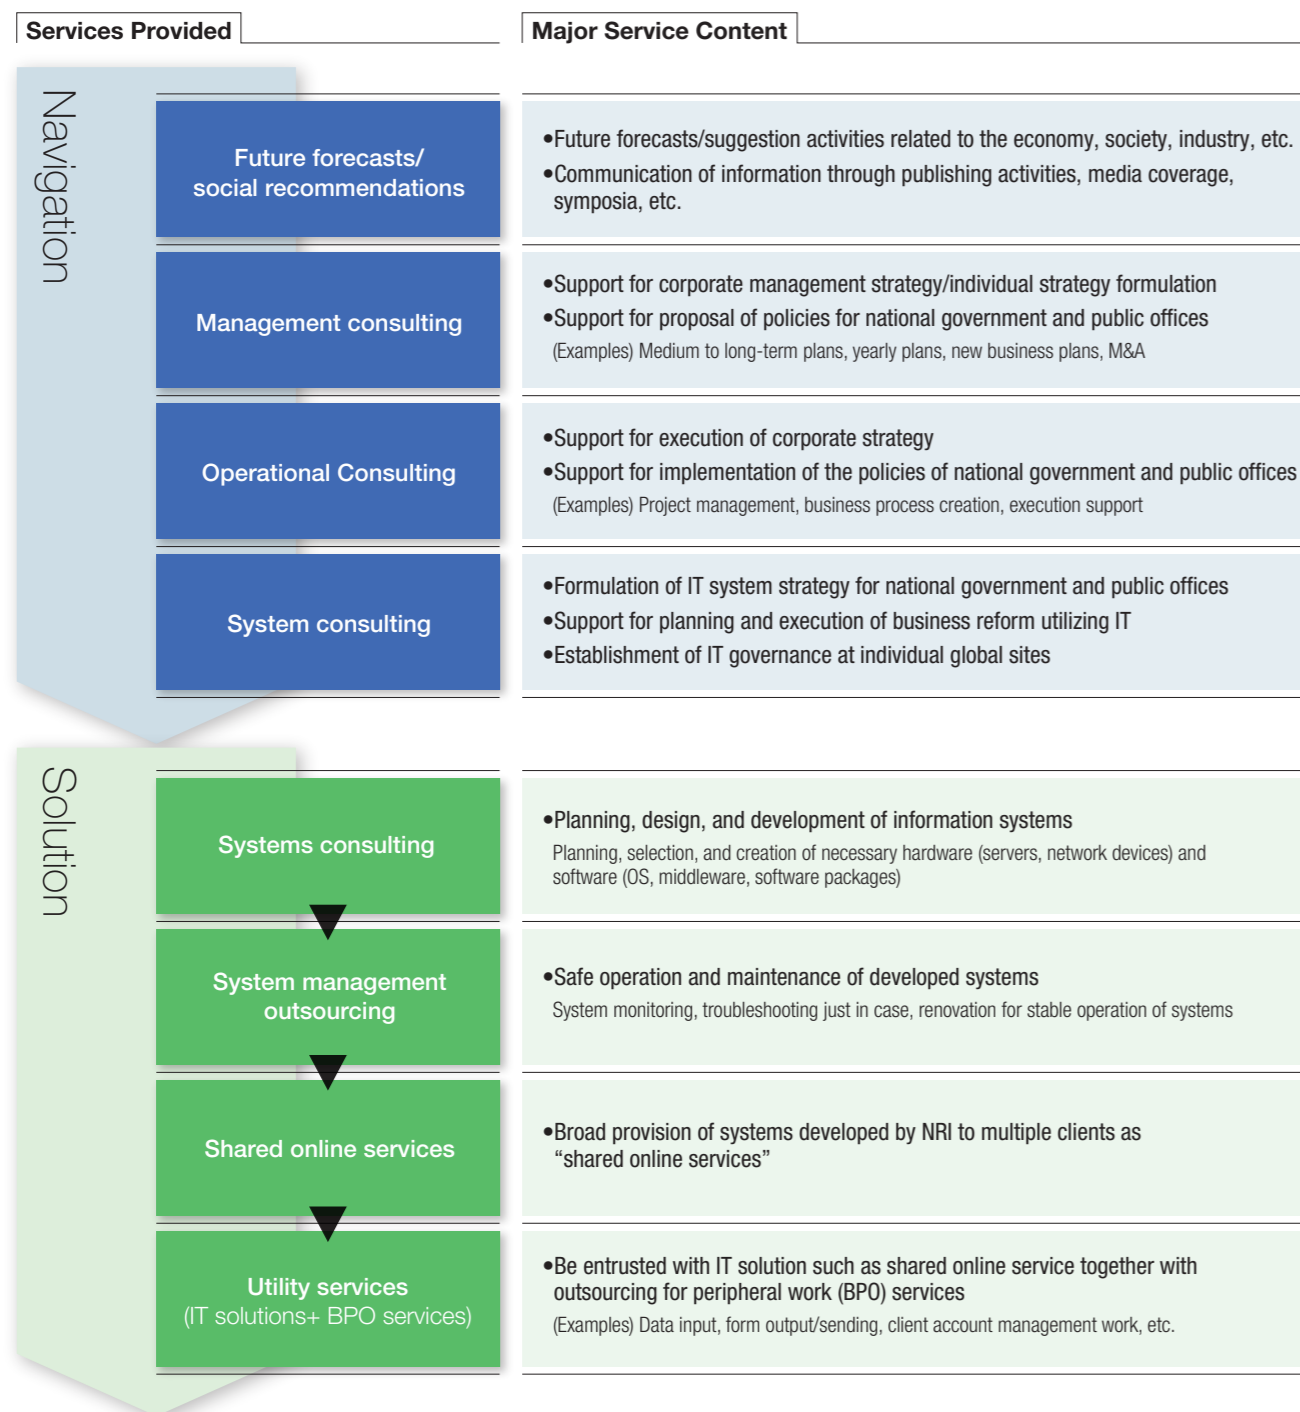 Services Provided
Major Service Content
Navigation
Future forecasts/
social recommendations
•Future forecasts/suggestion activities related to the economy, society, industry, etc.
•Communication of information through publishing activities, media coverage,
symposia, etc.
Management consulting
•Support for corporate management strategy/individual strategy formulation
•Support for proposal of policies for national government and public offices
(Examples) Medium to long-term plans, yearly plans, new business plans, M&A
Operational Consulting
•Support for execution of corporate strategy
•Support for implementation of the policies of national government and public offices
(Examples) Project management, business process creation, execution support
System consulting
•Formulation of IT system strategy for national government and public offices
•Support for planning and execution of business reform utilizing IT
•Establishment of IT governance at individual global sites
Solution
Systems consulting
•Planning, design, and development of information systems
Planning, selection, and creation of necessary hardware (servers, network devices) and
software (OS, middleware, software packages)
System management
outsourcing
•Safe operation and maintenance of developed systems
System monitoring, troubleshooting just in case, renovation for stable operation of systems
Shared online services
•Broad provision of systems developed by NRI to multiple clients as
“shared online services”
Utility services
(IT solutions+ BPO services)
•Be entrusted with IT solution such as shared online service together with
outsourcing for peripheral work (BPO) services
(Examples) Data input, form output/sending, client account management work, etc.